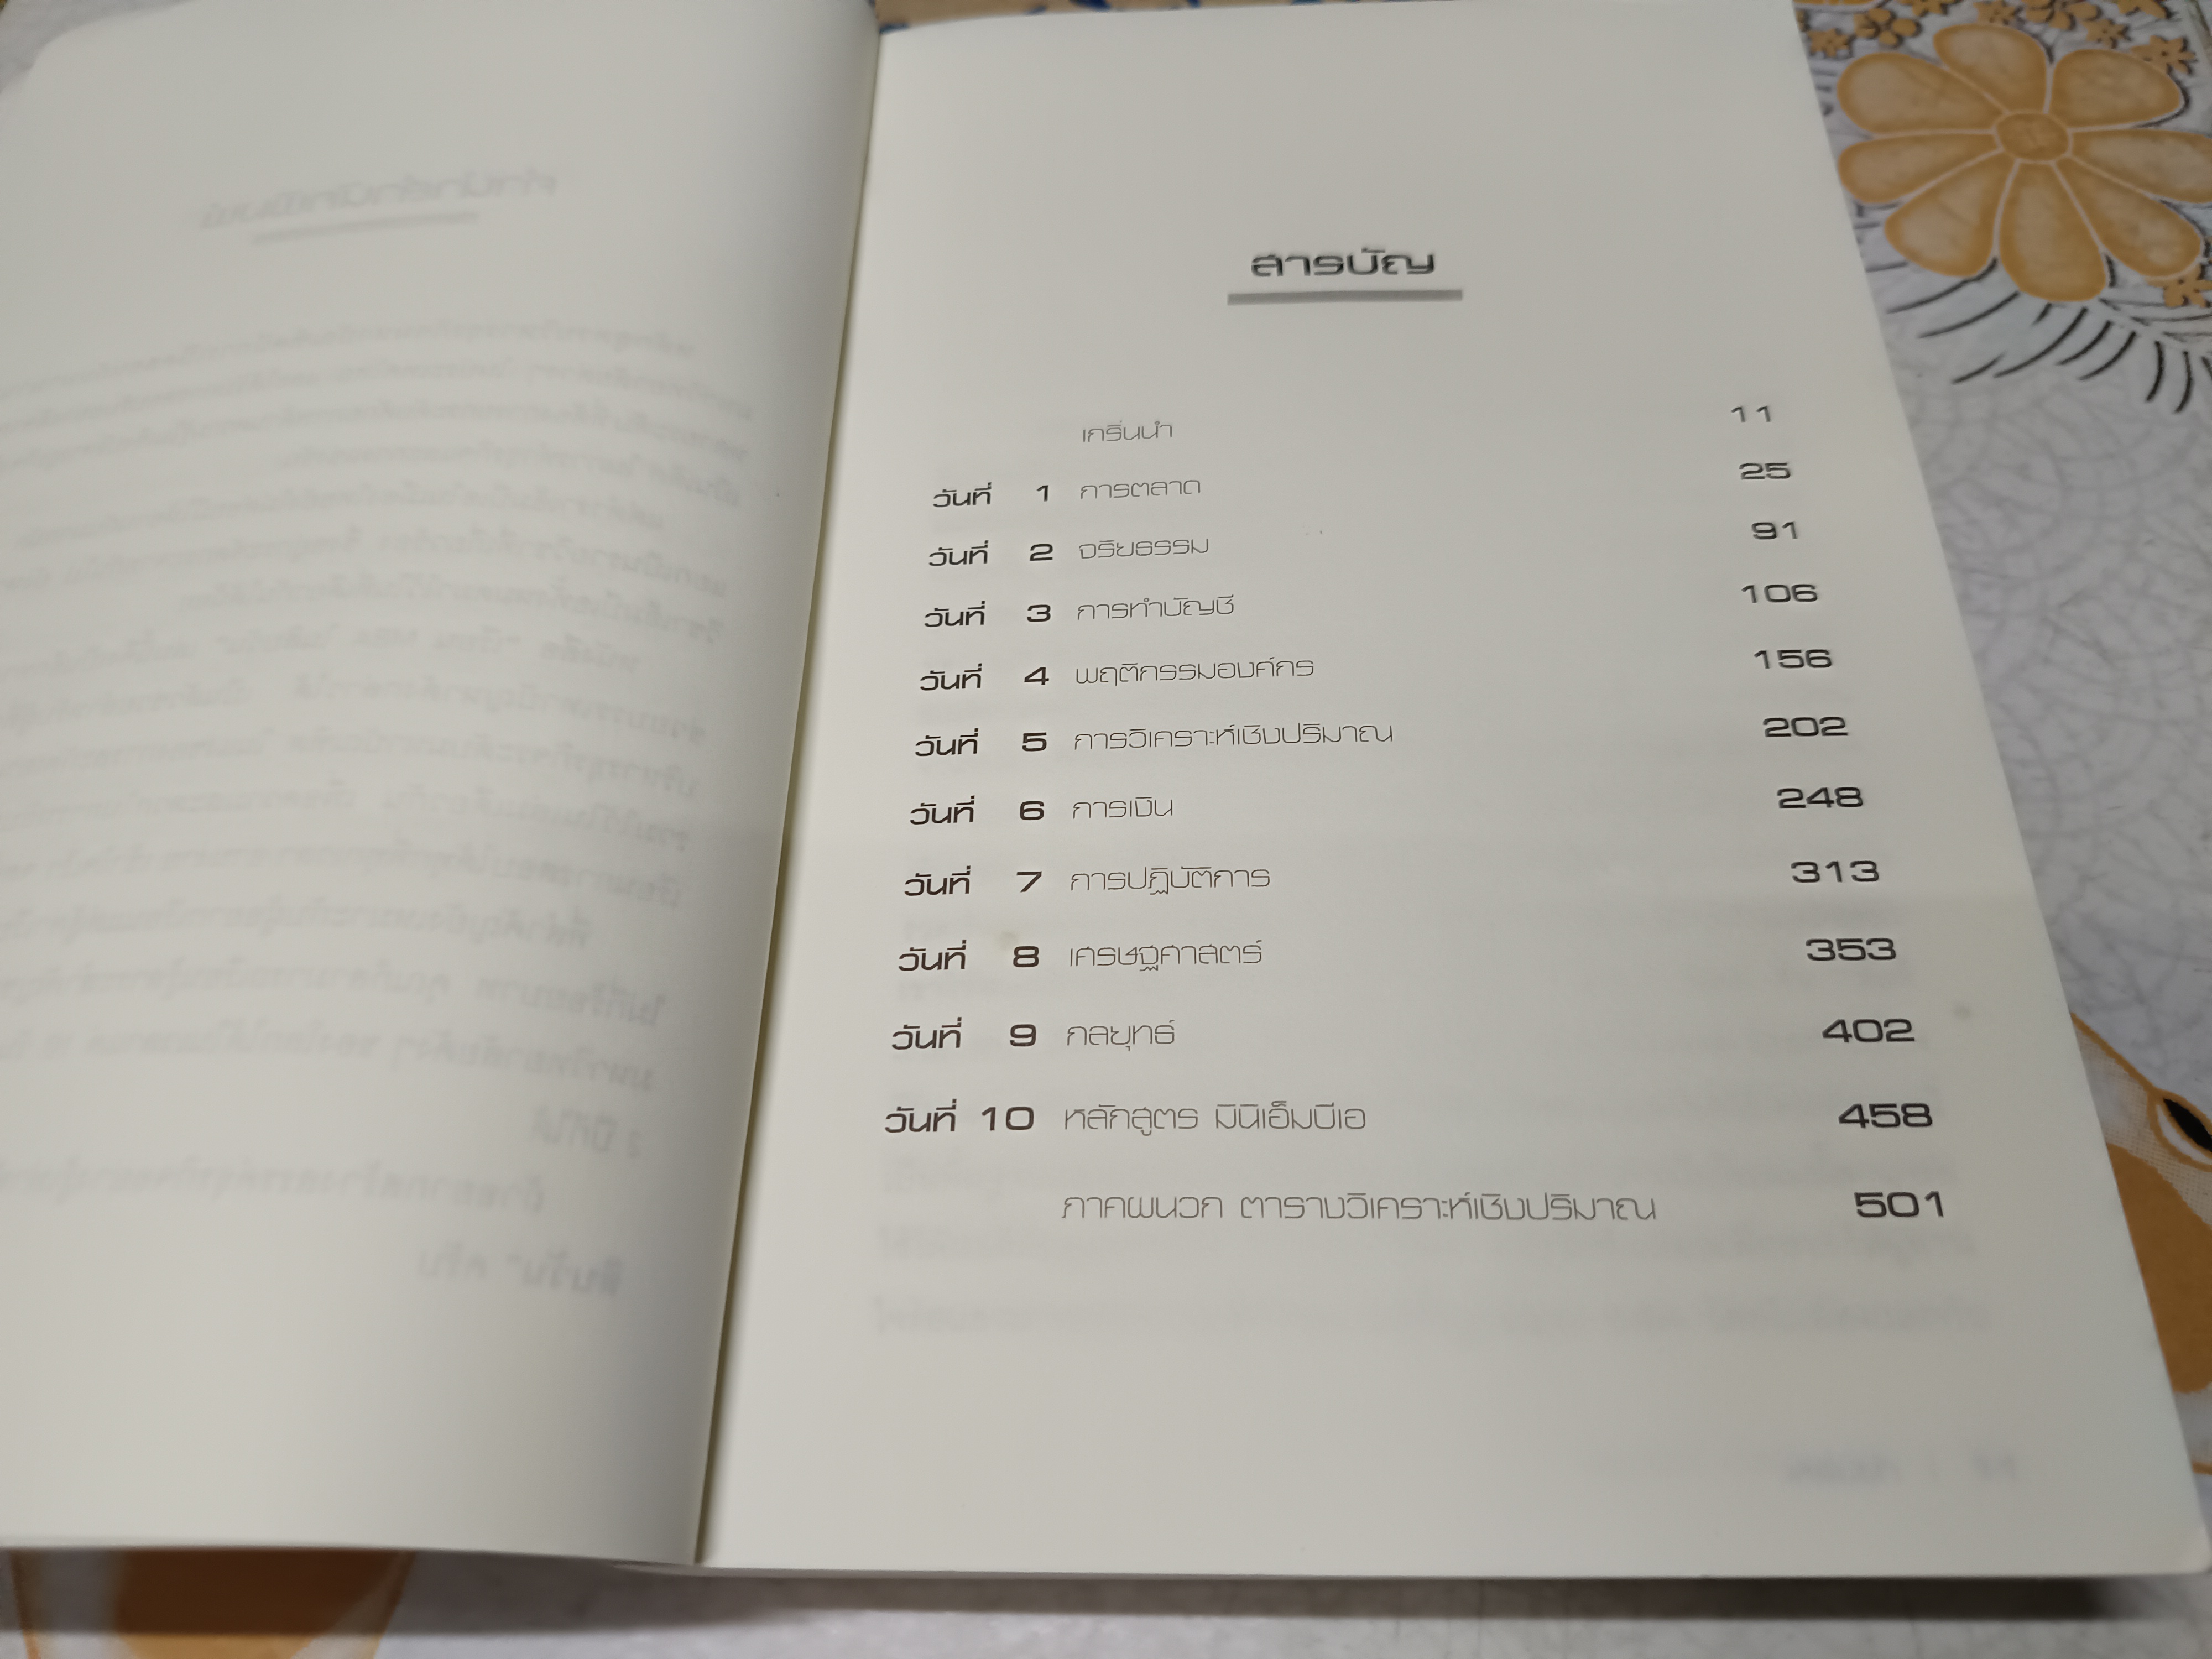 สารบัญ
เกริ่นนำ 11
วันที่ 1 การตลาด 25
วันที่ 2 จริยธรรม 91
วันที่ 3 การทำบัญชี 106
วันที่ 4 พฤติกรรมองค์กร 156
วันที่ 5 การวิเคราะห์เชิงปริมาณ 202
วันที่ 6 การเงิน 248
วันที่ 7 การปฏิบัติการ 313
วันที่ 8 เศรษฐศาสตร์ 353
วันที่ 9 กลยุทธ์ 402
วันที่ 10 หลักสูตร มินิเอ็มบีเอ 458
ภาคผนวก ตารางวิเคราะห์เชิงปริมาณ 501